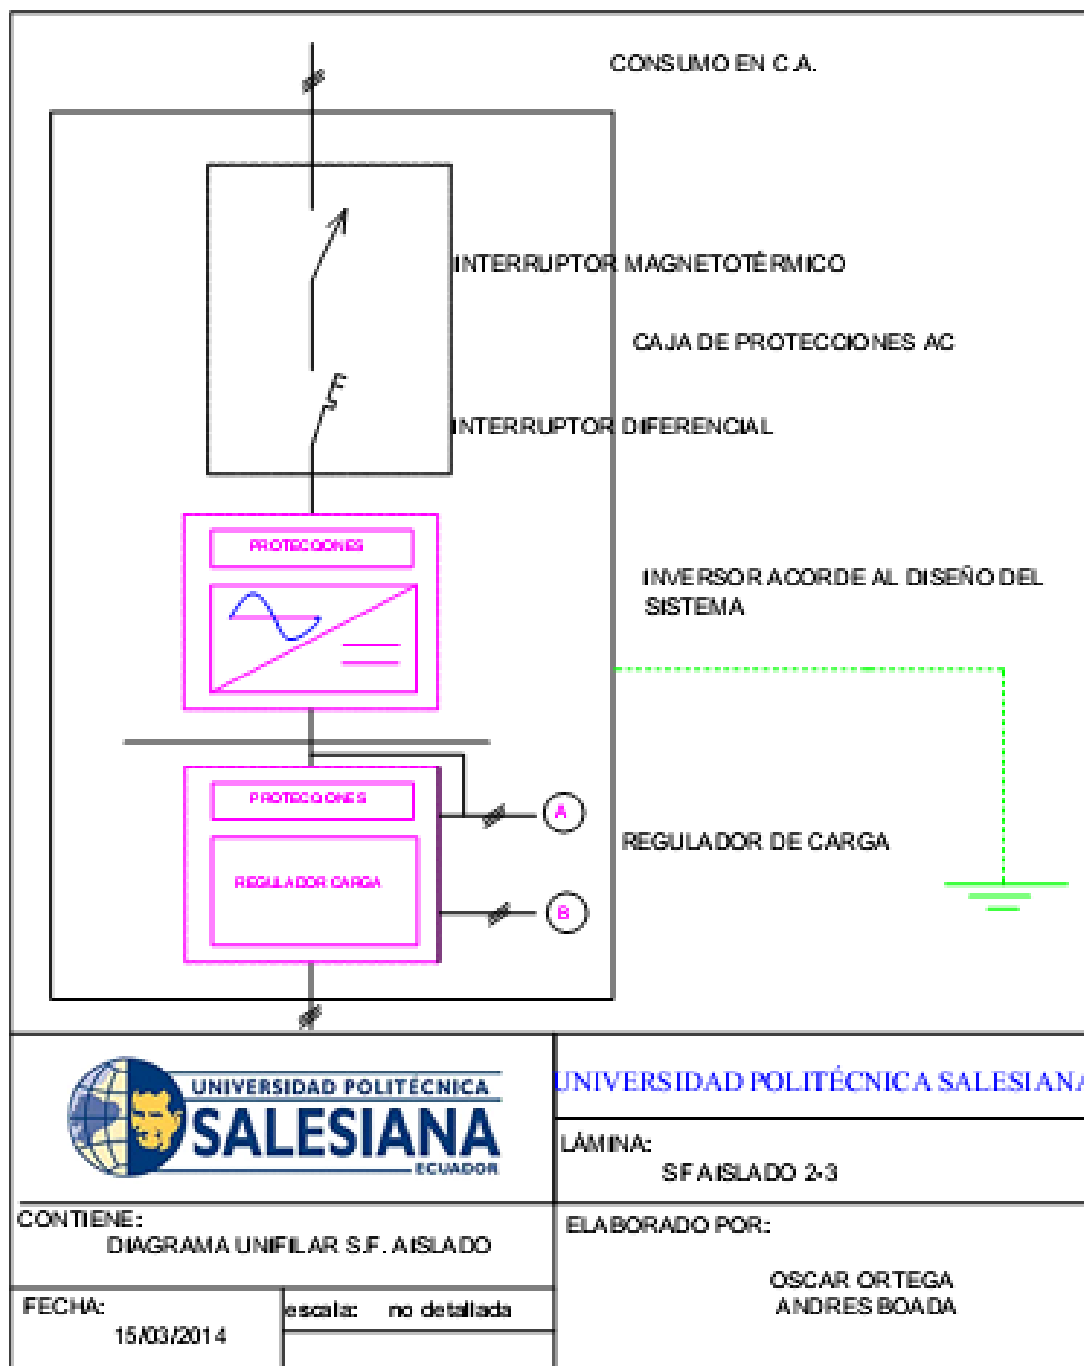 CONSUMO EN C.A.
INTERRUPTOR MAGNETOTÉRMICO
CAJA DE PROTECCIONES AC
INTERRUPTOR DIFERENCIAL
PROTECCIONES
INVERSOR ACORDE AL DISEÑO DEL
SISTEMA
PROTECCIONES
A
REGULADOR DE CARGA
REGULADOR CARGA
B
UNIVERSIDAD POLITÉCNICA
SALESIANA
ECUADOR
UNIVERSIDAD POLITÉCNICA SALESIANA
LÁMINA:
SF AISLADO 2-3
CONTIENE:
DIAGRAMA UNIFILAR S.F. AISLADO
ELABORADO POR:
OSCAR ORTEGA
ANDRES BOADA
FECHA:
15/03/2014
escala: no detallada